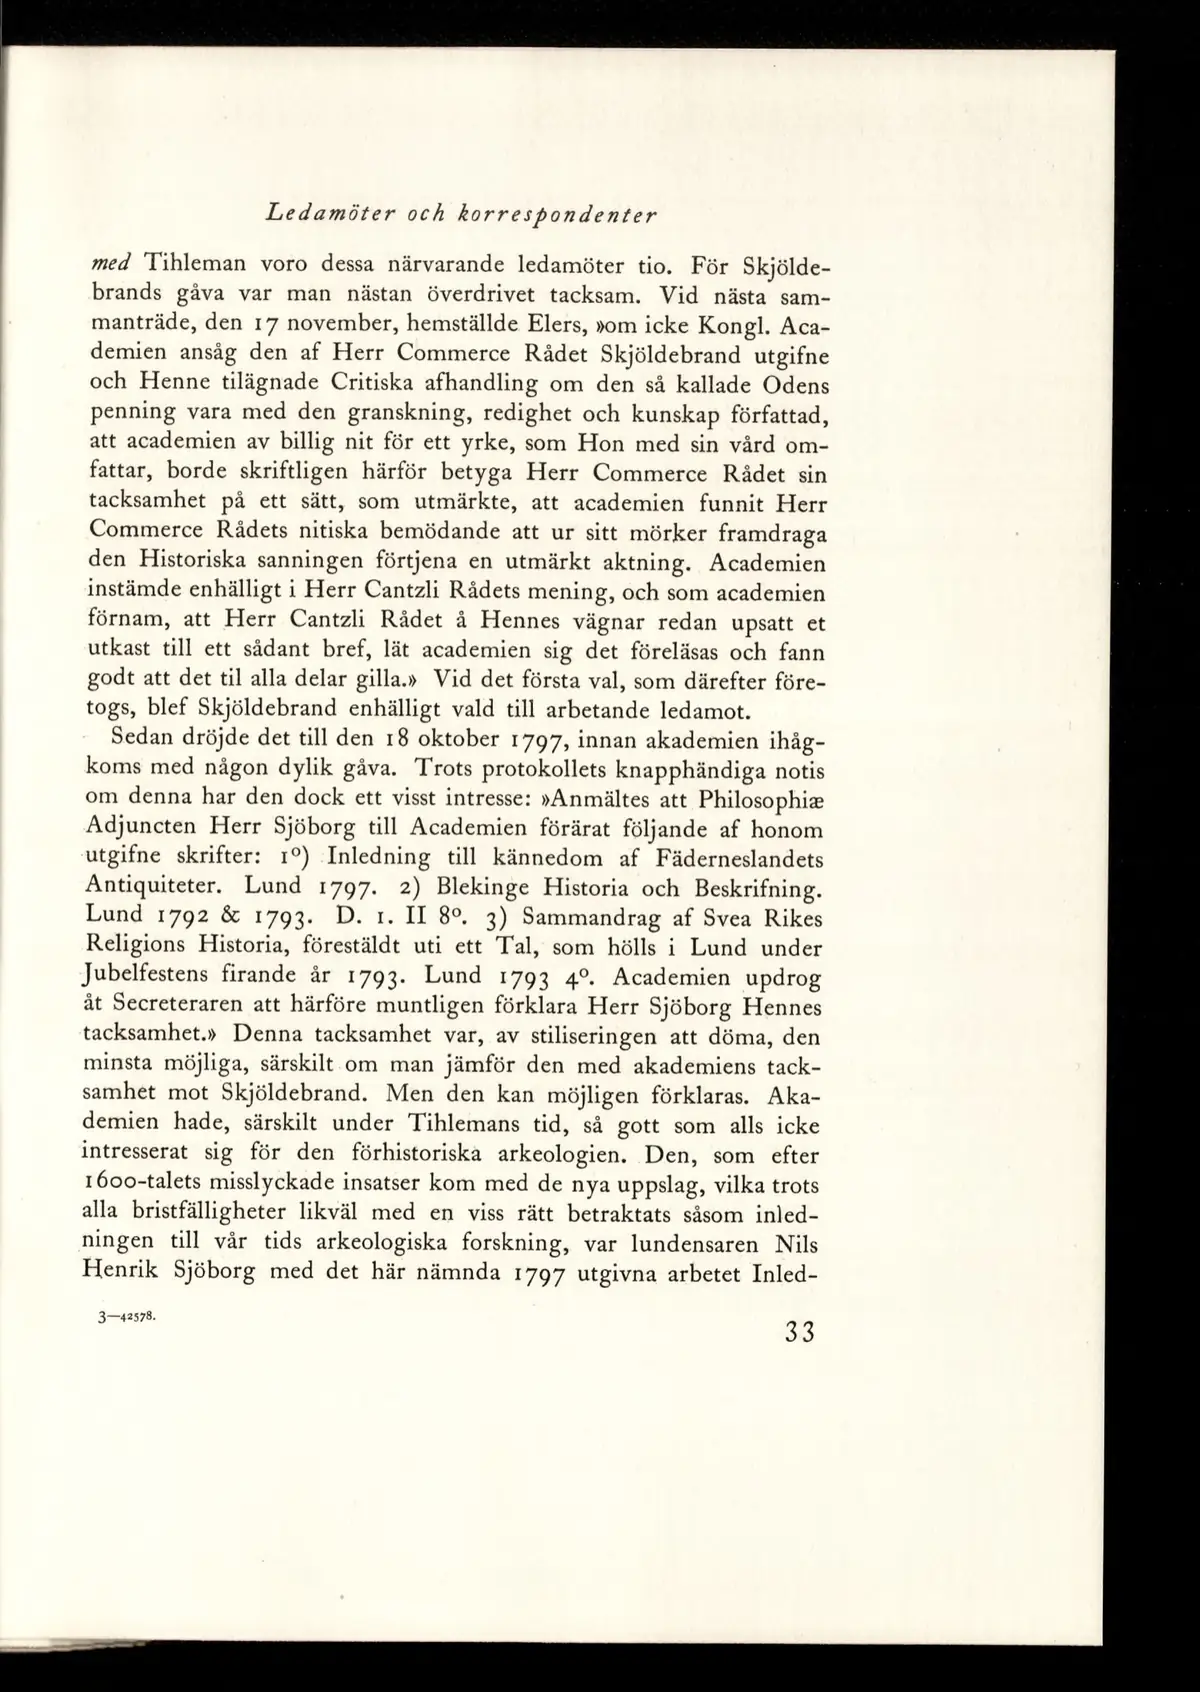 Ledamöter och korrespondenter
med Tihleman voro dessa närvarande ledamöter tio. För Skjölde-
brands gåva var man nästan överdrivet tacksam. Vid nästa sam-
manträde, den 17 november, hemställde Elers, »om icke Kongl. Aca-
demien ansåg den af Herr Commerce Rådet Skjöldebrand utgifne
och Henne tilägnade Critiska afhandling om den så kallade Odens
penning vara med den granskning, redighet och kunskap författad,
att academien av billig nit för ett yrke, som Hon med sin vård om-
fattar, borde skriftligen härför betyga Herr Commerce Rådet sin
tacksamhet på ett sätt, som utmärkte, att academien funnit Herr
Commerce Rådets nitiska bemödande att ur sitt mörker framdraga
den Historiska sanningen förtjena en utmärkt aktning. Academien
instämde enhälligt i Herr Cantzli Rådets mening, och som academien
förnam, att Herr Cantzli Rådet å Hennes vägnar redan upsatt et
utkast till ett sådant bref, lät academien sig det föreläsas och fann
godt att det til alla delar gilla.» Vid det första val, som därefter före-
togs, blef Skjöldebrand enhälligt vald till arbetande ledamot.
Sedan dröjde det till den 18 oktober 1797, innan akademien ihåg-
koms med någon dylik gåva. Trots protokollets knapphändiga notis
om denna har den dock ett visst intresse: »Anmältes att Philosophiæ
Adjuncten Herr Sjöborg till Academien förärat följande af honom
utgifne skrifter: 1⁰) Inledning till kännedom af Fäderneslandets
Antiquiteter. Lund 1797. 2) Blekinge Historia och Beskrifning.
Lund 1792 & 1793. D. 1. II 8⁰. 3) Sammandrag af Svea Rikes
Religions Historia, förestäldt uti ett Tal, som hölls i Lund under
Jubelfestens firande år 1793. Lund 1793 4⁰. Academien updrog
åt Secreteraren att härföre muntligen förklara Herr Sjöborg Hennes
tacksamhet.» Denna tacksamhet var, av stiliseringen att döma, den
minsta möjliga, särskilt om man jämför den med akademiens tack-
samhet mot Skjöldebrand. Men den kan möjligen förklaras. Aka-
demien hade, särskilt under Tihlemans tid, så gott som alls icke
intresserat sig för den förhistoriska arkeologien. Den, som efter
1600-talets misslyckade insatser kom med de nya uppslag, vilka trots
alla bristfälligheter likväl med en viss rätt betraktats såsom inled-
ningen till vår tids arkeologiska forskning, var lundensaren Nils
Henrik Sjöborg med det här nämnda 1797 utgivna arbetet Inled-
3—42578.
33